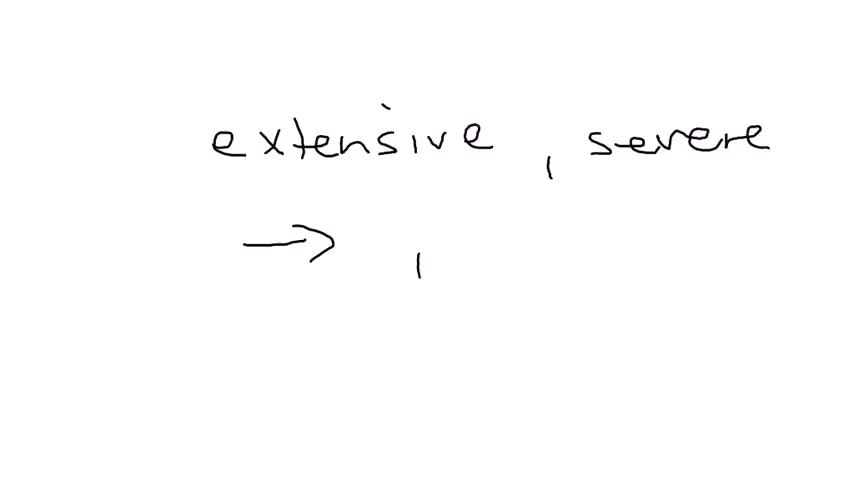 extensive , severe
→ ,